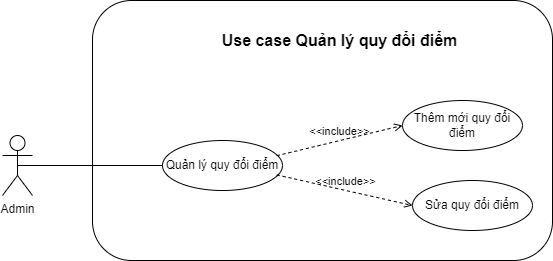 Use case Quản lý quy đổi điểm
Thêm mới quy đổi
điểm
<<include>>
Quản lý quy đổi điểm
<<include>>
Sửa quy đổi điểm
Admin